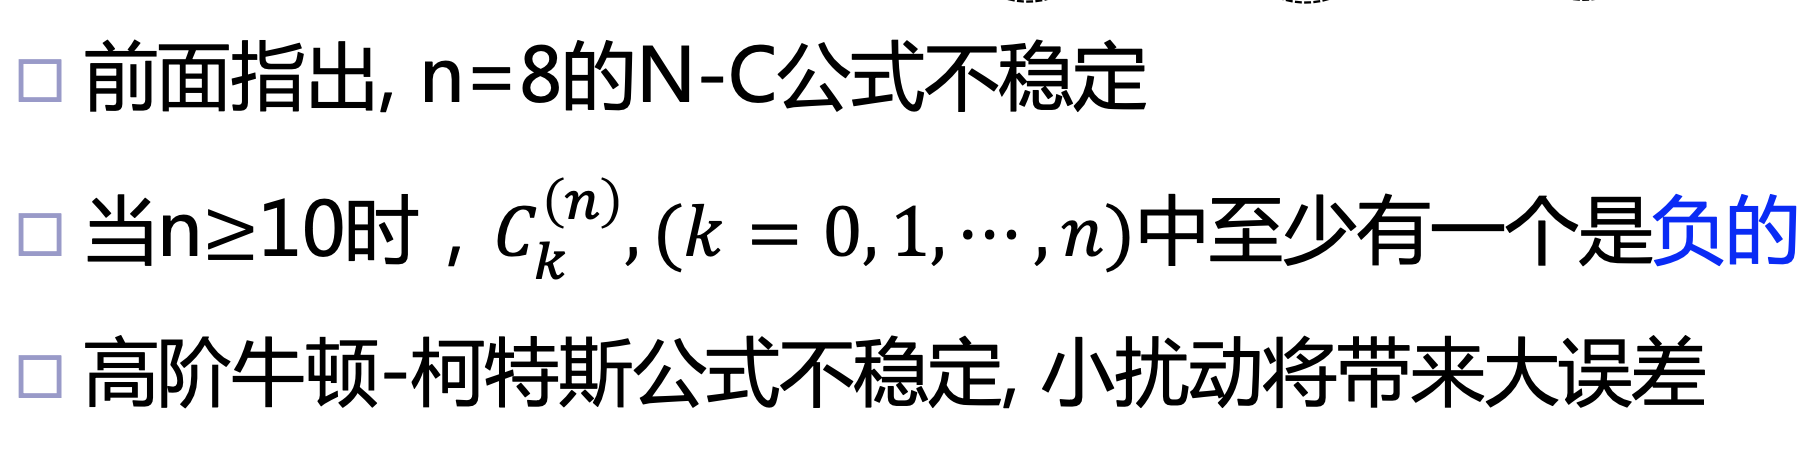 前面指出, n=8的N-C公式不稳定
当n≥10时，$C_k^{(n)}, (k = 0, 1, \cdots, n)$中至少有一个是负的
高阶牛顿-柯特斯公式不稳定, 小扰动将带来大误差